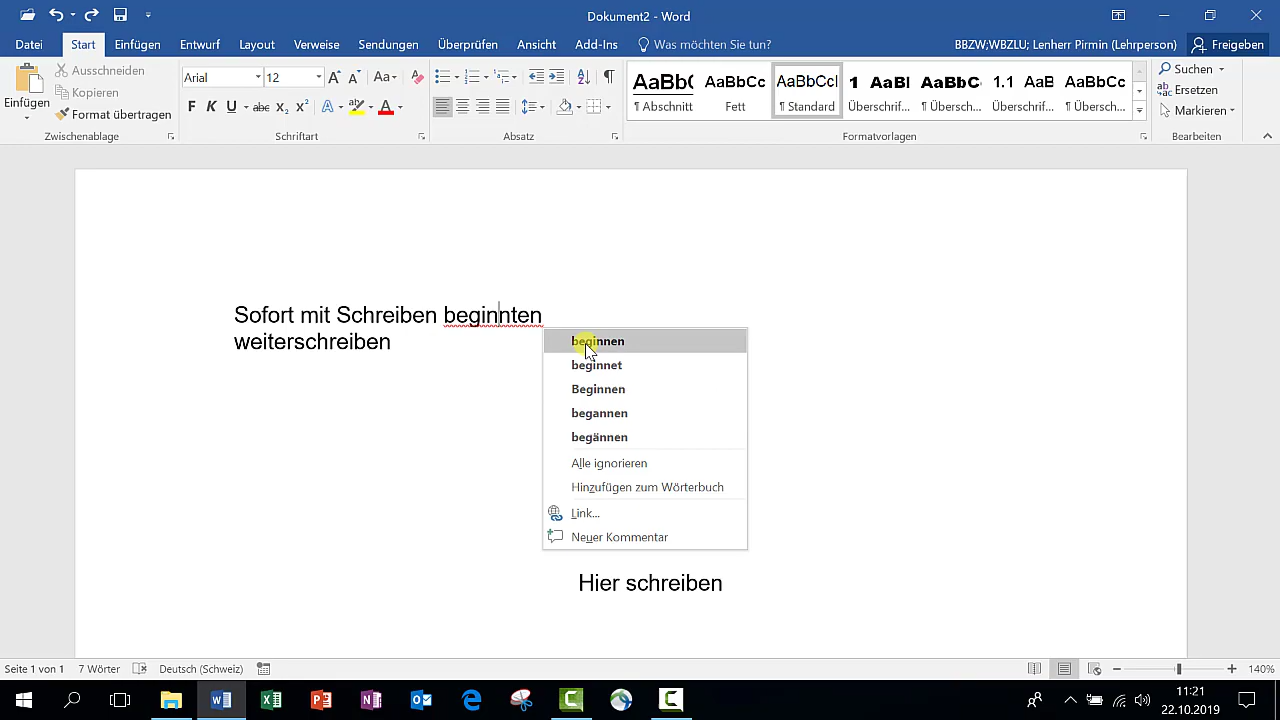 Dokument2 - Word
Datei Start Einfügen Entwurf Layout Verweise Sendungen Überprüfen Ansicht Add-Ins Was möchten Sie tun? BBZW;WBZLU; Lenherr Pirmin (Lehrperson) Freigeben
Einfügen
Ausschneiden
Kopieren
Format übertragen
Zwischenablage
Arial 12 Aa
F K U abc x₂ x² A A
Schriftart
Absatz
AaBbC AaBbCc AaBbCcI 1 AaBl AaBbC 1.1 AaB AaBbCc
¶ Abschnitt Fett ¶ Standard Überschrif... ¶ Übersch... Überschrif... ¶ Übersch...
Formatvorlagen
Suchen
Ersetzen
Markieren
Bearbeiten
Sofort mit Schreiben beginnten
weiterschreiben
beginnen
beginnet
Beginnen
begannen
begännen
Alle ignorieren
Hinzufügen zum Wörterbuch
Link...
Neuer Kommentar
Hier schreiben
Seite 1 von 1 7 Wörter Deutsch (Schweiz) 140%
11:21
22.10.2019